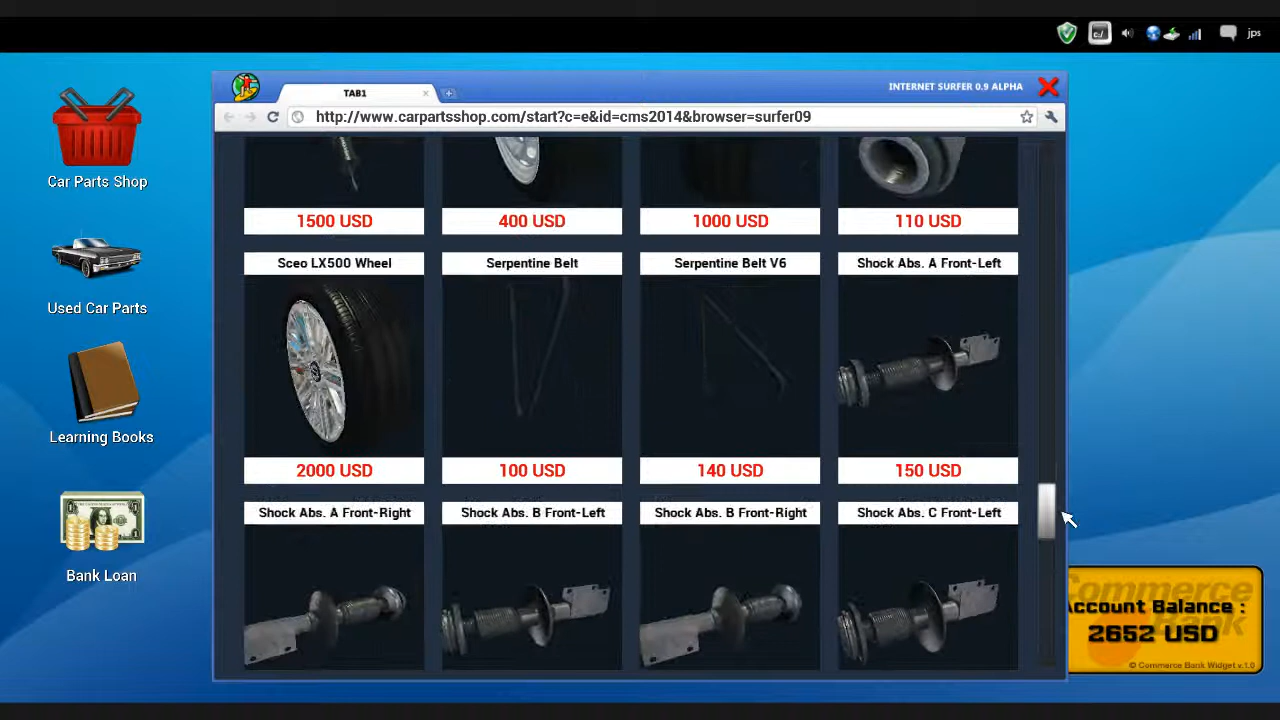 jps
TAB1
INTERNET SURFER 0.9 ALPHA
http://www.carpartsshop.com/start?c=e&id=cms2014&browser=surfer09
Car Parts Shop
Used Car Parts
Learning Books
Bank Loan
1500 USD
400 USD
1000 USD
110 USD
Sceo LX500 Wheel
Serpentine Belt
Serpentine Belt V6
Shock Abs. A Front-Left
2000 USD
100 USD
140 USD
150 USD
Shock Abs. A Front-Right
Shock Abs. B Front-Left
Shock Abs. B Front-Right
Shock Abs. C Front-Left
Commerce
Bank
Account Balance :
2652 USD
© Commerce Bank Widget v.1.0